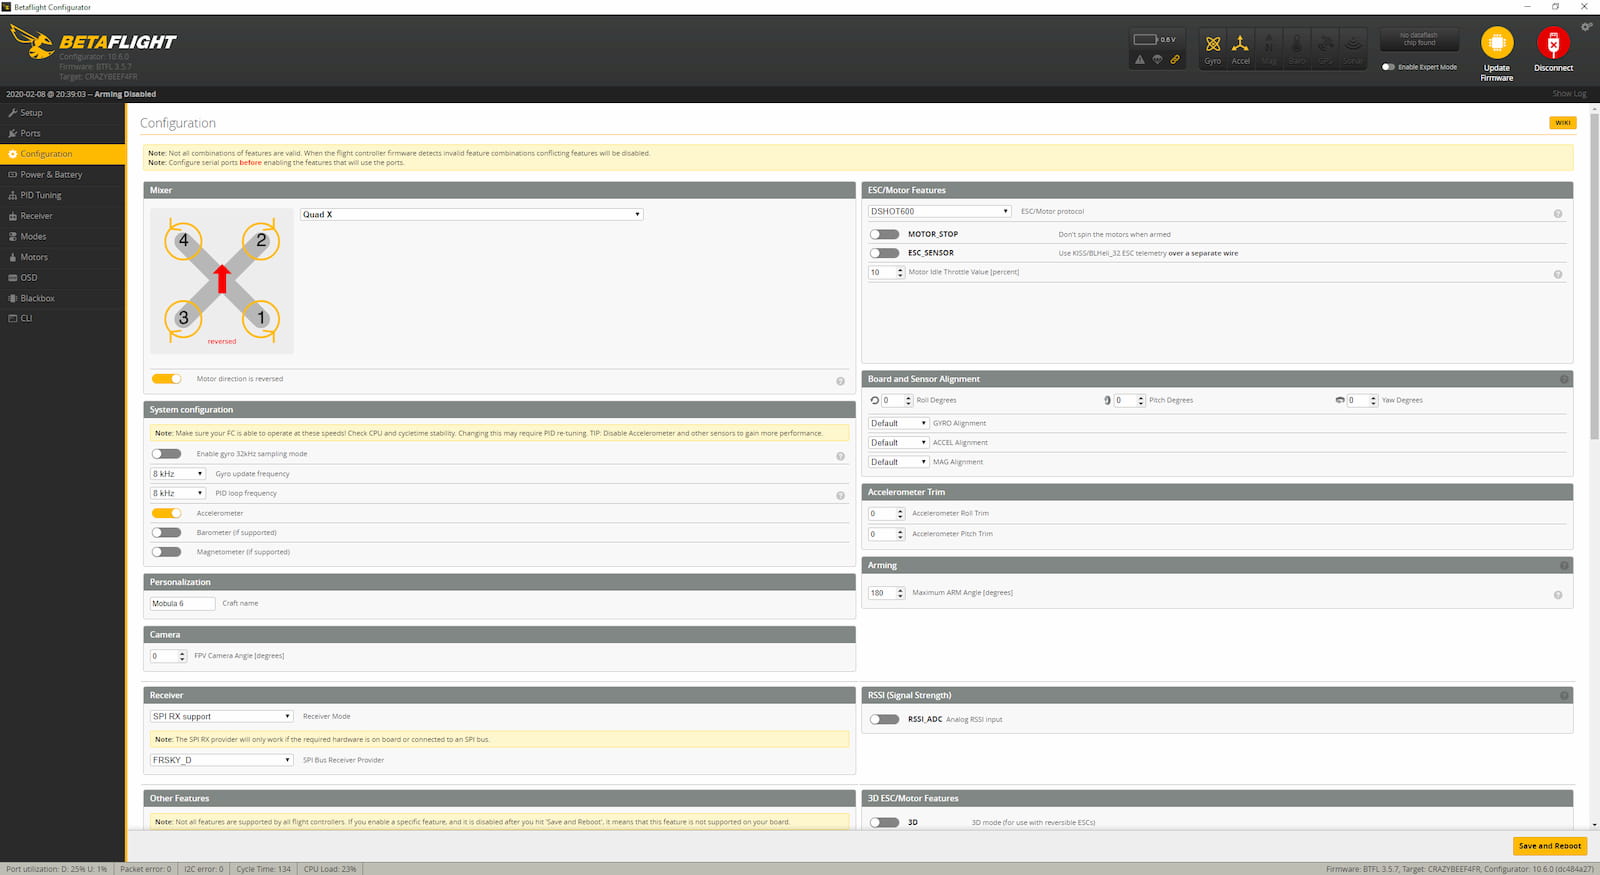 Betaflight Configurator
BETAFLIGHT
Configurator: 10.6.0
Firmware: BTFL 3.5.7
Target: CRAZYBEEF4FR
0.6 V
Gyro
Accel
Mag
Baro
GPS
Sonar
No dataflash
chip found
Enable Expert Mode
Update
Firmware
Disconnect
2020-02-08 @ 20:39:03 -- Arming Disabled
Show Log
Setup
Ports
Configuration
Power & Battery
PID Tuning
Receiver
Modes
Motors
OSD
Blackbox
CLI
Configuration
WIKI
Note: Not all combinations of features are valid. When the flight controller firmware detects invalid feature combinations conflicting features will be disabled.
Note: Configure serial ports before enabling the features that will use the ports.
Mixer
Quad X
4
2
3
1
reversed
Motor direction is reversed
System configuration
Note: Make sure your FC is able to operate at these speeds! Check CPU and cycletime stability. Changing this may require PID re-tuning. TIP: Disable Accelerometer and other sensors to gain more performance.
Enable gyro 32kHz sampling mode
8 kHz Gyro update frequency
8 kHz PID loop frequency
Accelerometer
Barometer (if supported)
Magnetometer (if supported)
Personalization
Mobula 6 Craft name
Camera
0 FPV Camera Angle [degrees]
Receiver
SPI RX support Receiver Mode
Note: The SPI RX provider will only work if the required hardware is on board or connected to an SPI bus.
FRSKY_D SPI Bus Receiver Provider
Other Features
Note: Not all features are supported by all flight controllers. If you enable a specific feature, and it is disabled after you hit 'Save and Reboot', it means that this feature is not supported on your board.
ESC/Motor Features
DSHOT600 ESC/Motor protocol
MOTOR_STOP Don't spin the motors when armed
ESC_SENSOR Use KISS/BLHeli_32 ESC telemetry over a separate wire
10 Motor Idle Throttle Value [percent]
Board and Sensor Alignment
0 Roll Degrees 0 Pitch Degrees 0 Yaw Degrees
Default GYRO Alignment
Default ACCEL Alignment
Default MAG Alignment
Accelerometer Trim
0 Accelerometer Roll Trim
0 Accelerometer Pitch Trim
Arming
180 Maximum ARM Angle [degrees]
RSSI (Signal Strength)
RSSI_ADC Analog RSSI input
3D ESC/Motor Features
3D 3D mode (for use with reversible ESCs)
Save and Reboot
Port utilization: D: 25% U: 1% Packet error: 0 I2C error: 0 Cycle Time: 134 CPU Load: 23%
Firmware: BTFL 3.5.7, Target: CRAZYBEEF4FR, Configurator: 10.6.0 (dc484a27)